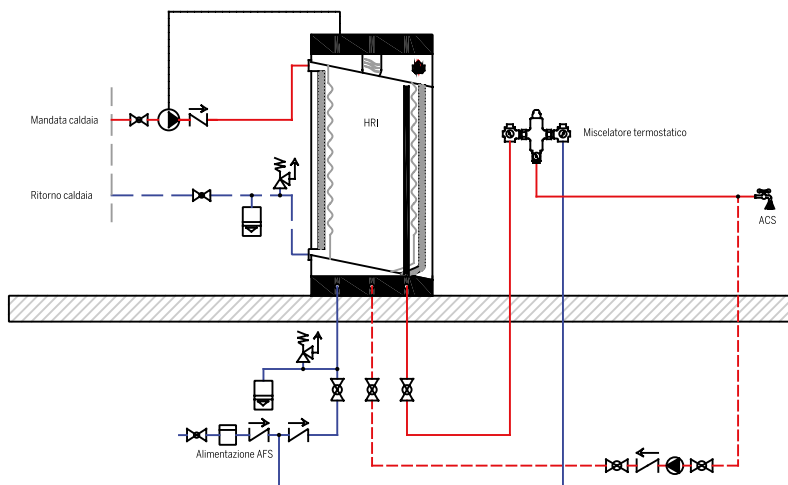 Mandata caldaia
HRI
Miscelatore termostatico
Ritorno caldaia
ACS
Alimentazione AFS